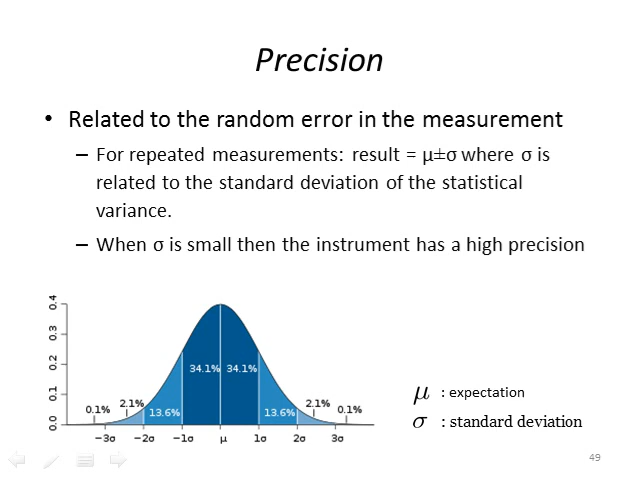 Precision
• Related to the random error in the measurement
– For repeated measurements: result = μ±σ where σ is
related to the standard deviation of the statistical
variance.
– When σ is small then the instrument has a high precision
0.4
0.3
0.2
0.1
0.0
34.1% 34.1%
0.1% 2.1% 13.6% 13.6% 2.1% 0.1%
−3σ −2σ −1σ μ 1σ 2σ 3σ
μ : expectation
σ : standard deviation
49